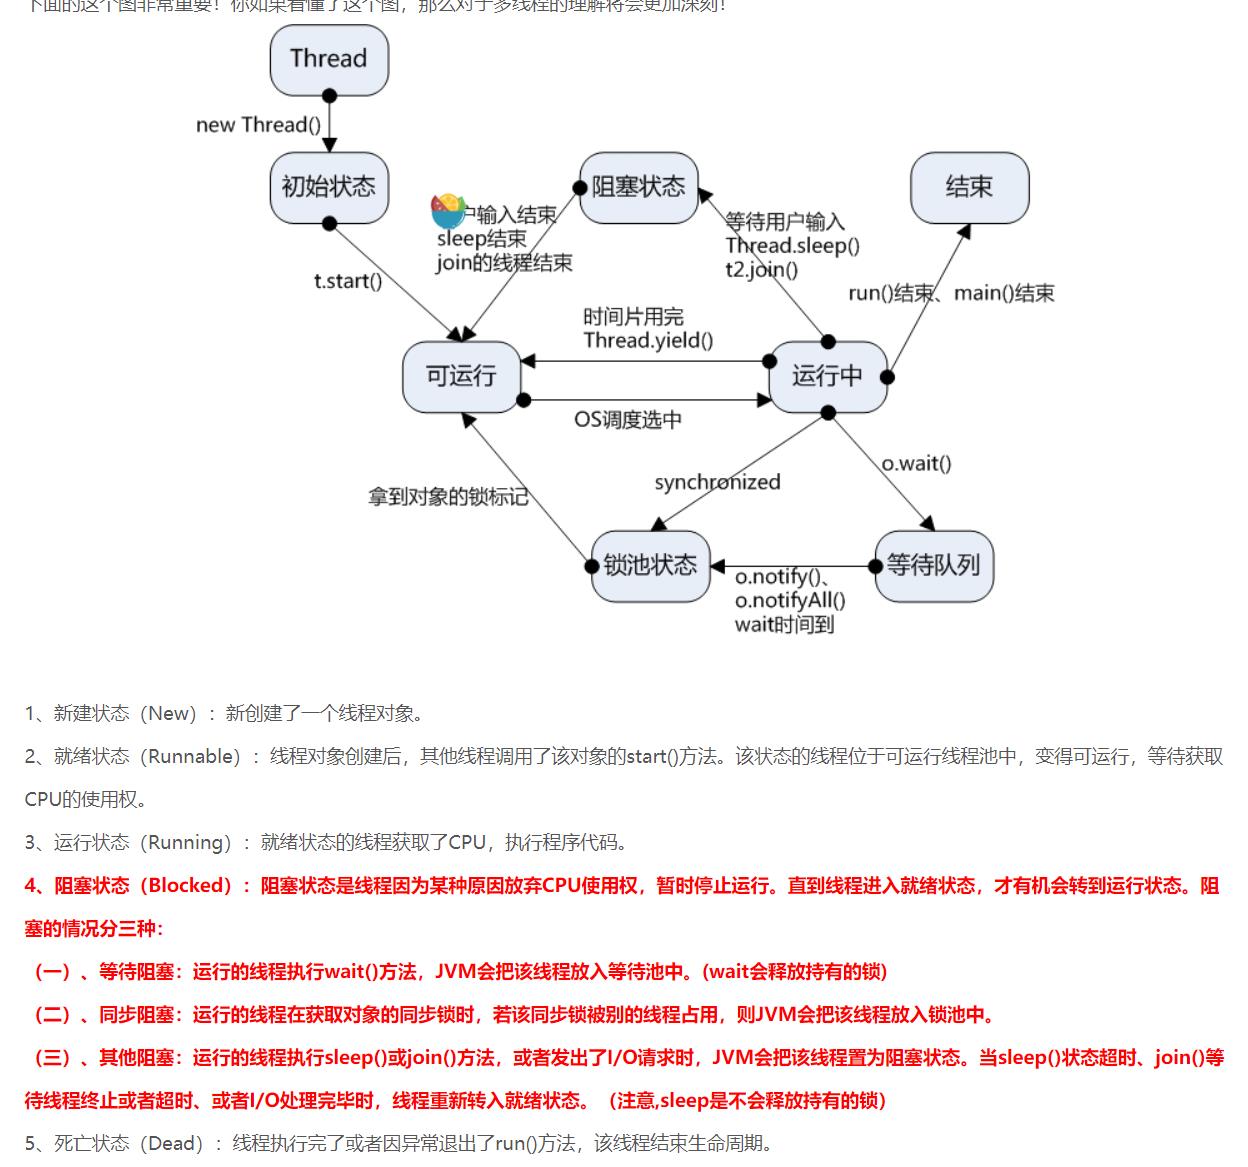 下面的这个图非常重要！你如果看懂了这个图，那么对于多线程的理解将会更加深刻！
Thread
new Thread()
初始状态
阻塞状态
结束
户输入结束
sleep结束
join的线程结束
等待用户输入
Thread.sleep()
t2.join()
t.start()
run()结束、main()结束
时间片用完
Thread.yield()
可运行
运行中
OS调度选中
o.wait()
synchronized
拿到对象的锁标记
锁池状态
等待队列
o.notify()、
o.notifyAll()
wait时间到
1、新建状态（New）：新创建了一个线程对象。
2、就绪状态（Runnable）：线程对象创建后，其他线程调用了该对象的start()方法。该状态的线程位于可运行线程池中，变得可运行，等待获取
CPU的使用权。
3、运行状态（Running）：就绪状态的线程获取了CPU，执行程序代码。
4、阻塞状态（Blocked）：阻塞状态是线程因为某种原因放弃CPU使用权，暂时停止运行。直到线程进入就绪状态，才有机会转到运行状态。阻
塞的情况分三种：
（一）、等待阻塞：运行的线程执行wait()方法，JVM会把该线程放入等待池中。(wait会释放持有的锁)
（二）、同步阻塞：运行的线程在获取对象的同步锁时，若该同步锁被别的线程占用，则JVM会把该线程放入锁池中。
（三）、其他阻塞：运行的线程执行sleep()或join()方法，或者发出了I/O请求时，JVM会把该线程置为阻塞状态。当sleep()状态超时、join()等
待线程终止或者超时、或者I/O处理完毕时，线程重新转入就绪状态。（注意,sleep是不会释放持有的锁）
5、死亡状态（Dead）：线程执行完了或者因异常退出了run()方法，该线程结束生命周期。